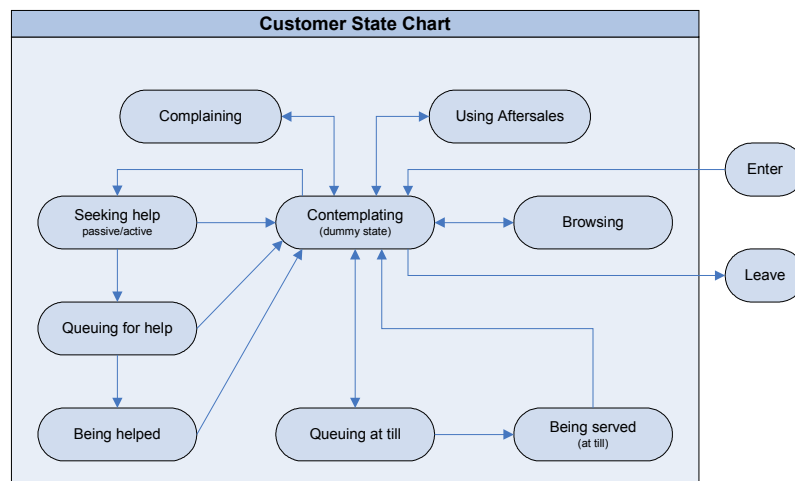 Customer State Chart
Complaining
Using Aftersales
Enter
Seeking help
passive/active
Contemplating
(dummy state)
Browsing
Leave
Queuing for help
Being helped
Queuing at till
Being served
(at till)